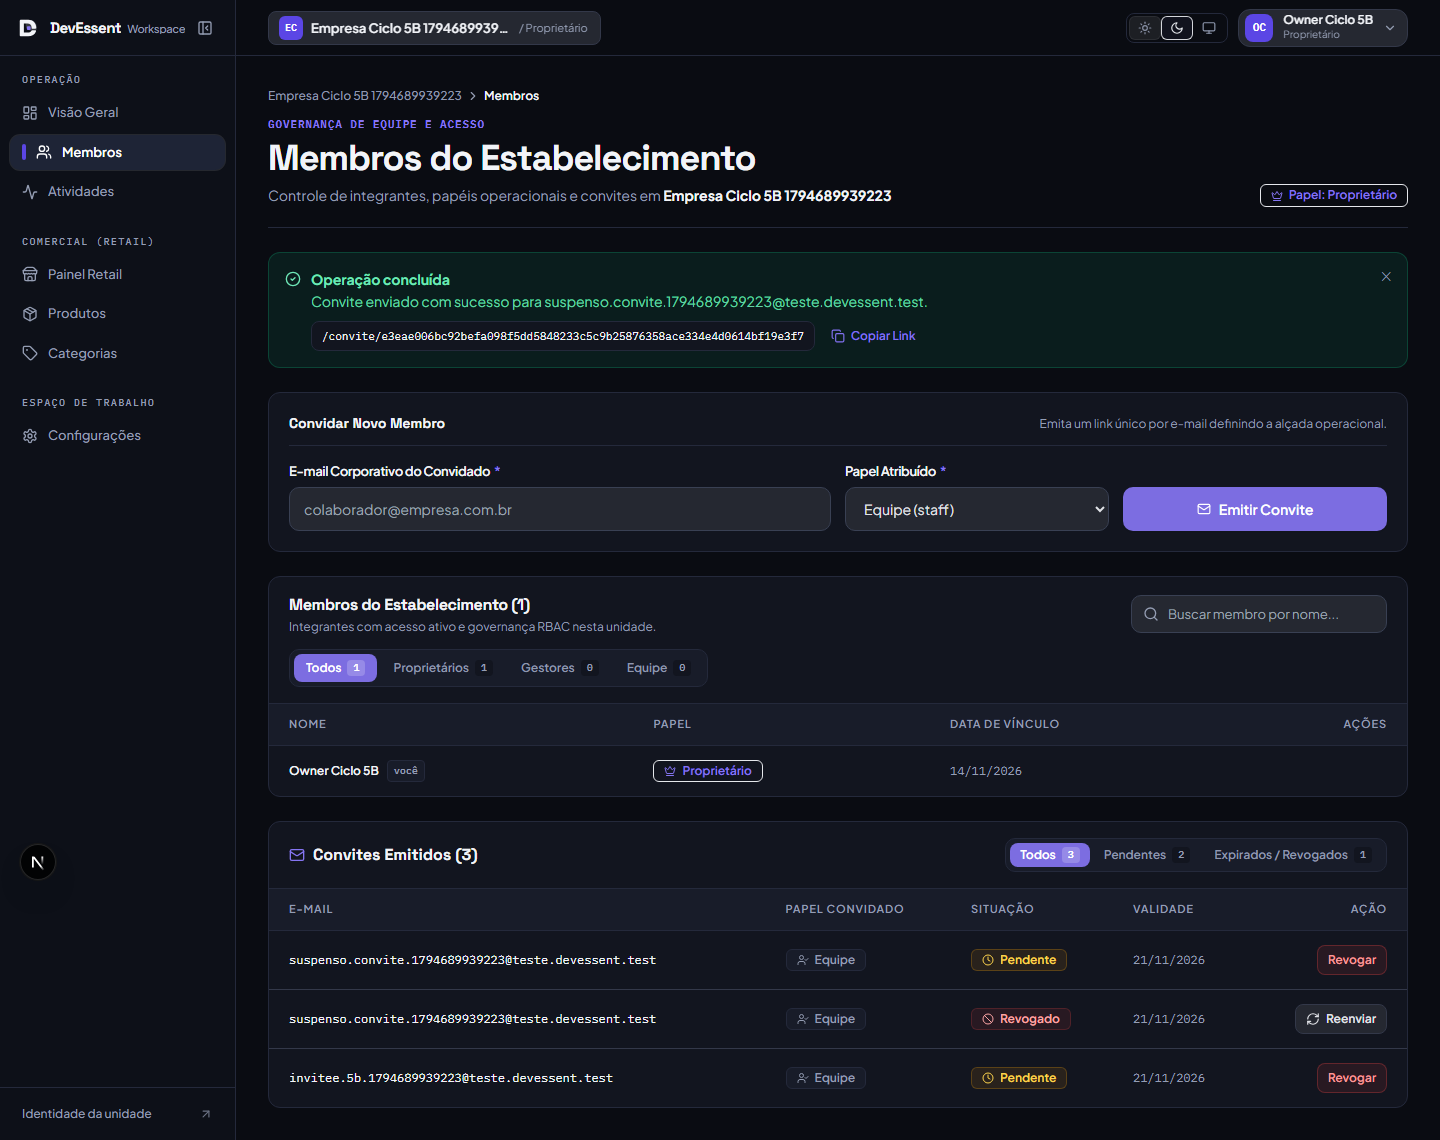 DevEssent Workspace
EC Empresa Ciclo 5B 1794689939... / Proprietário
OC Owner Ciclo 5B
Proprietário
OPERAÇÃO
Visão Geral
Membros
Atividades
COMERCIAL (RETAIL)
Painel Retail
Produtos
Categorias
ESPAÇO DE TRABALHO
Configurações
N
Identidade da unidade
Empresa Ciclo 5B 1794689939223 > Membros
GOVERNANÇA DE EQUIPE E ACESSO
Membros do Estabelecimento
Controle de integrantes, papéis operacionais e convites em Empresa Ciclo 5B 1794689939223
Papel: Proprietário
Operação concluída
Convite enviado com sucesso para suspenso.convite.1794689939223@teste.devessent.test.
/convite/e3eae006bc92befa098f5dd5848233c5c9b25876358ace334e4d0614bf19e3f7 Copiar Link
Convidar Novo Membro Emita um link único por e-mail definindo a alçada operacional.
E-mail Corporativo do Convidado * Papel Atribuído *
colaborador@empresa.com.br Equipe (staff) Emitir Convite
Membros do Estabelecimento (1)
Integrantes com acesso ativo e governança RBAC nesta unidade.
Buscar membro por nome...
Todos 1 Proprietários 1 Gestores 0 Equipe 0
NOME PAPEL DATA DE VÍNCULO AÇÕES
Owner Ciclo 5B você Proprietário 14/11/2026
Convites Emitidos (3) Todos 3 Pendentes 2 Expirados / Revogados 1
E-MAIL PAPEL CONVIDADO SITUAÇÃO VALIDADE AÇÃO
suspenso.convite.1794689939223@teste.devessent.test Equipe Pendente 21/11/2026 Revogar
suspenso.convite.1794689939223@teste.devessent.test Equipe Revogado 21/11/2026 Reenviar
invitee.5b.1794689939223@teste.devessent.test Equipe Pendente 21/11/2026 Revogar